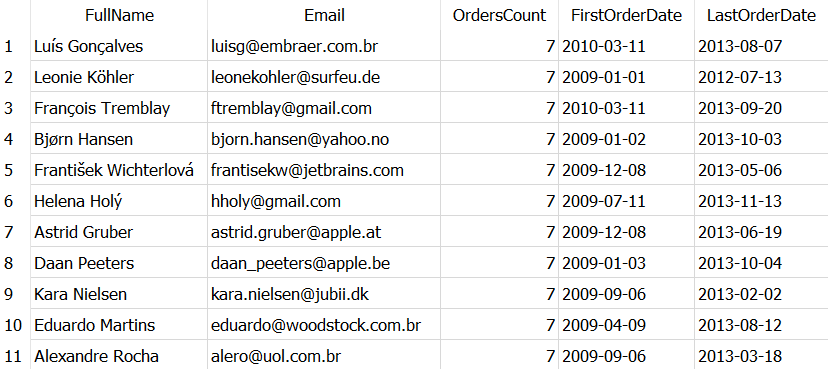 FullName Email OrdersCount FirstOrderDate LastOrderDate
1 Luís Gonçalves luisg@embraer.com.br 7 2010-03-11 2013-08-07
2 Leonie Köhler leonekohler@surfeu.de 7 2009-01-01 2012-07-13
3 François Tremblay ftremblay@gmail.com 7 2010-03-11 2013-09-20
4 Bjørn Hansen bjorn.hansen@yahoo.no 7 2009-01-02 2013-10-03
5 František Wichterlová frantisekw@jetbrains.com 7 2009-12-08 2013-05-06
6 Helena Holý hholy@gmail.com 7 2009-07-11 2013-11-13
7 Astrid Gruber astrid.gruber@apple.at 7 2009-12-08 2013-06-19
8 Daan Peeters daan_peeters@apple.be 7 2009-01-03 2013-10-04
9 Kara Nielsen kara.nielsen@jubii.dk 7 2009-09-06 2013-02-02
10 Eduardo Martins eduardo@woodstock.com.br 7 2009-04-09 2013-08-12
11 Alexandre Rocha alero@uol.com.br 7 2009-09-06 2013-03-18